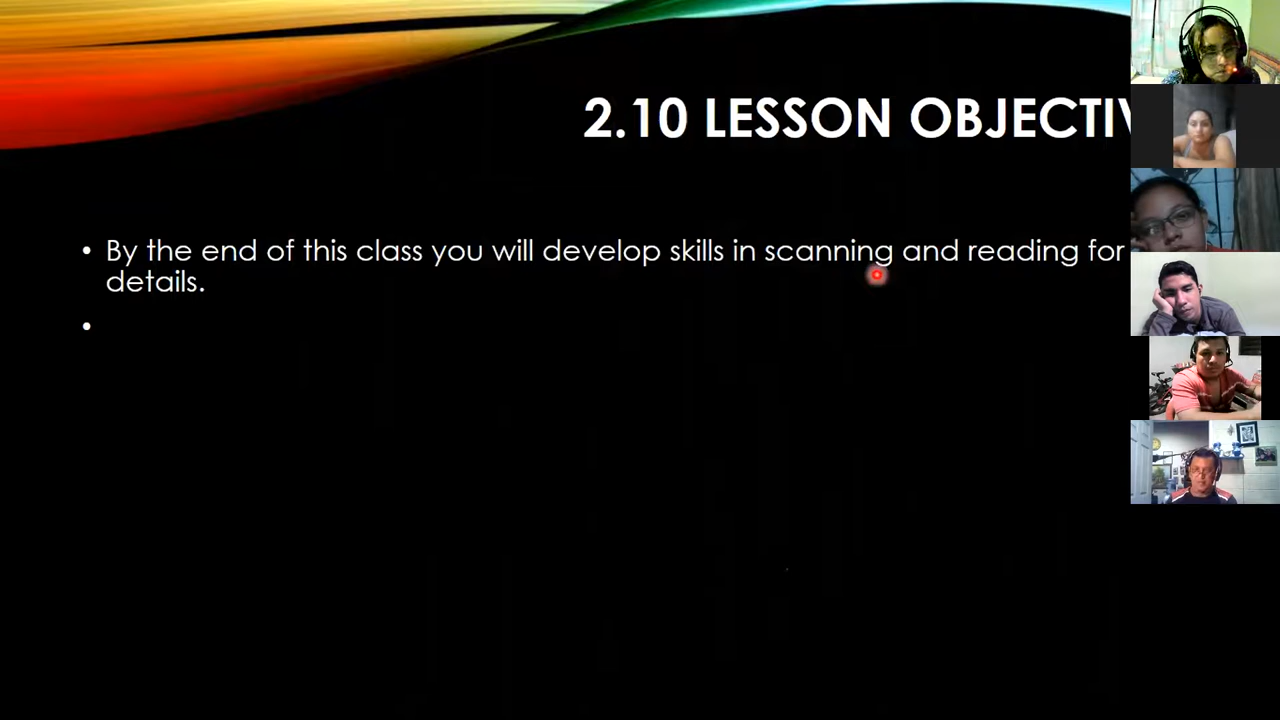 2.10 LESSON OBJECTIV
• By the end of this class you will develop skills in scanning and reading for
details.
•